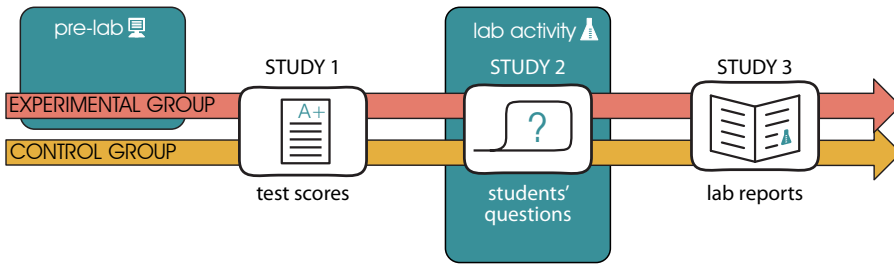 pre-lab
lab activity
STUDY 1
STUDY 2
STUDY 3
EXPERIMENTAL GROUP
A+
?
CONTROL GROUP
test scores
students'
questions
lab reports